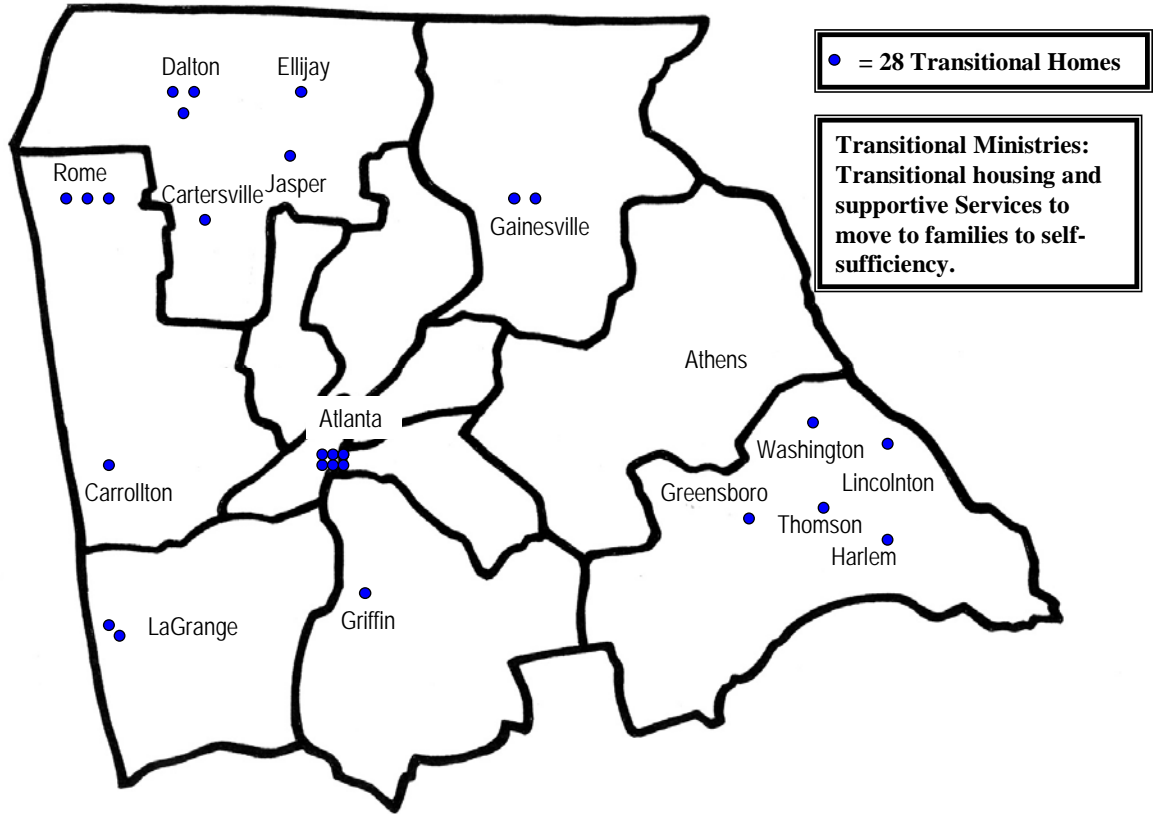 Dalton
Ellijay
= 28 Transitional Homes
Transitional Ministries:
Transitional housing and
supportive Services to
move to families to self-
sufficiency.
Rome
Cartersville
Jasper
Gainesville
Athens
Atlanta
Washington
Lincolnton
Carrollton
Greensboro
Thomson
Harlem
LaGrange
Griffin